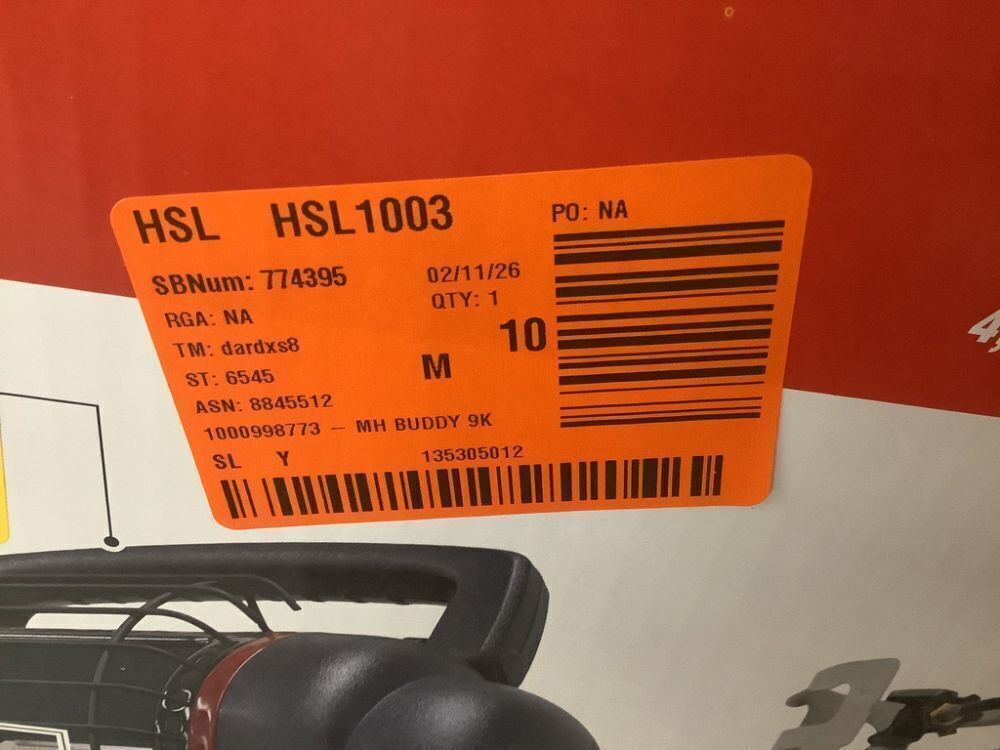 HSL HSL1003
PO: NA
SBNum: 774395
02/11/26
RGA: NA
QTY: 1
TM: dardxs8
10
ST: 6545
M
ASN: 8845512
1000998773 – MH BUDDY 9K
SL Y 135305012